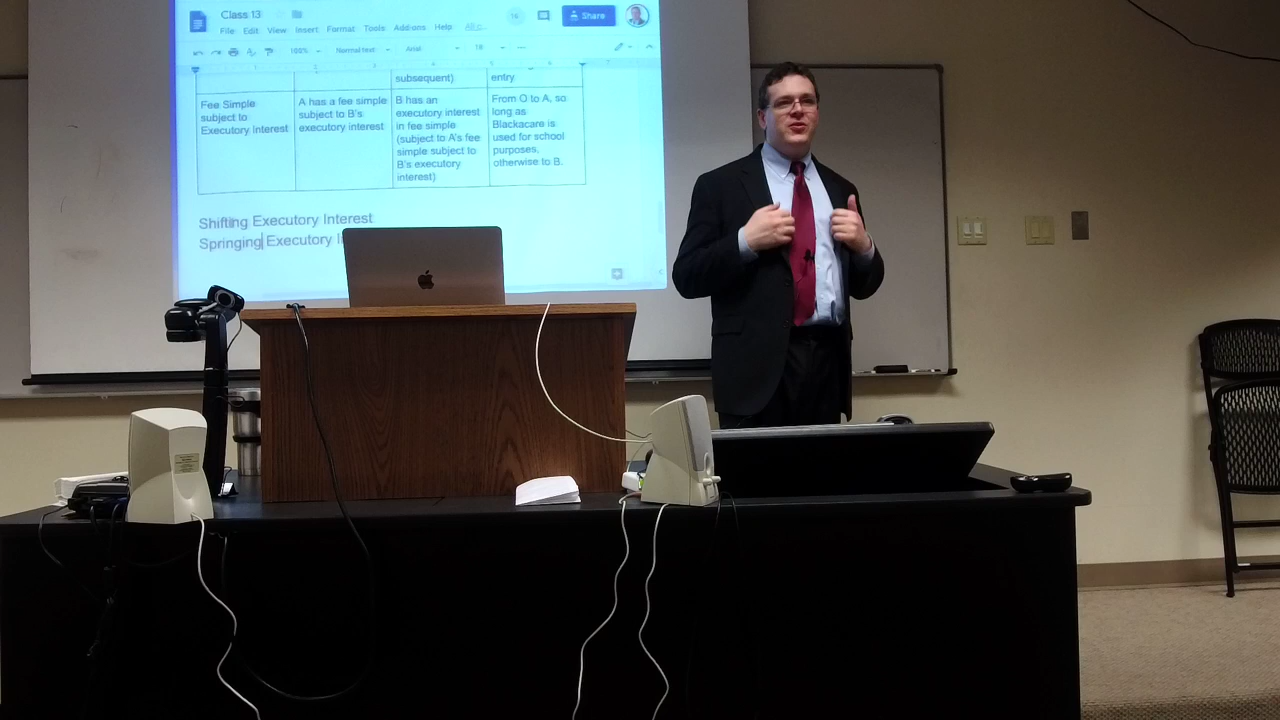 Class 13
File Edit View Insert Format Tools Add-ons Help
Share
100% Normal text Arial 18
subsequent) entry
Fee Simple
subject to
Executory Interest
A has a fee simple
subject to B's
executory interest
B has an
executory interest
in fee simple
(subject to A's fee
simple subject to
B's executory
interest)
From O to A, so
long as
Blackacare is
used for school
purposes,
otherwise to B.
Shifting Executory Interest
Springing Executory